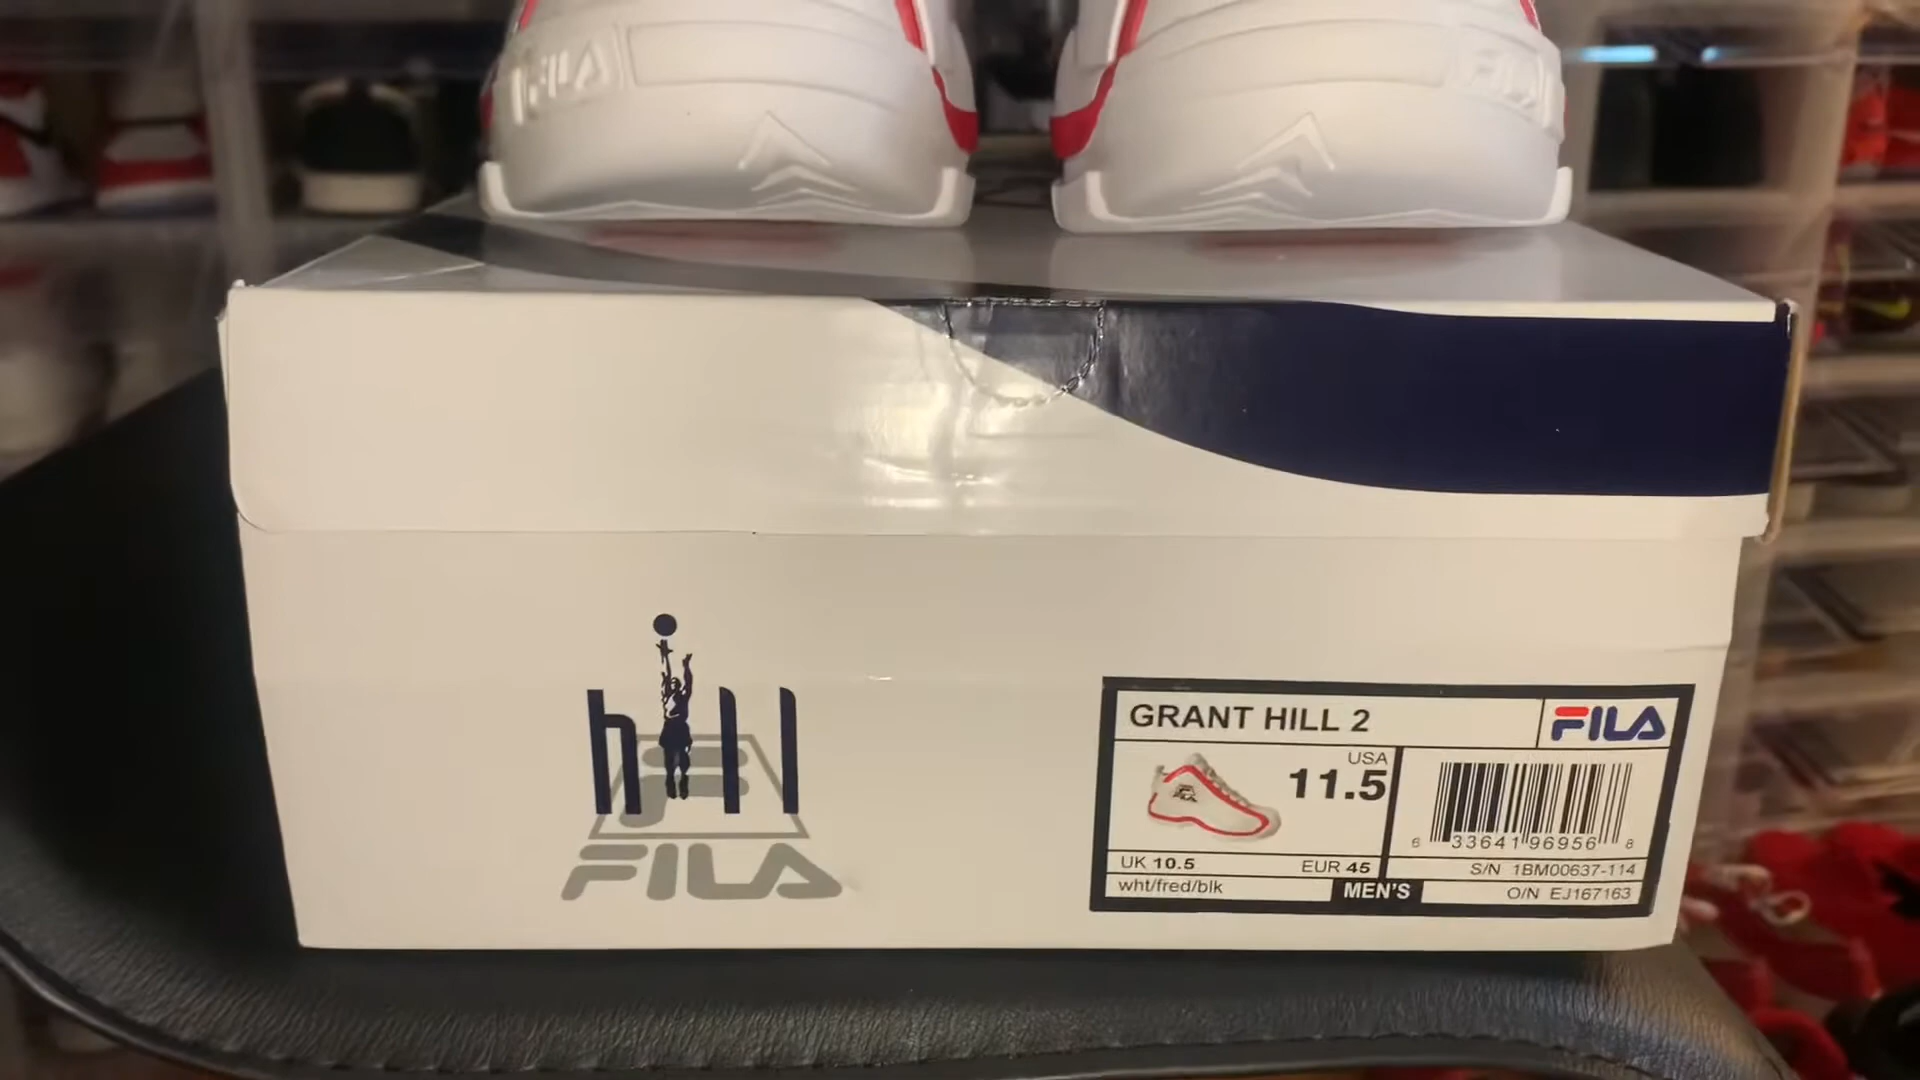 FILA
FILA
hill
FILA
GRANT HILL 2
FILA
USA
11.5
6 33641 96956 8
UK 10.5
EUR 45
S/N 1BM00637-114
wht/fred/blk
MEN'S
O/N EJ167163